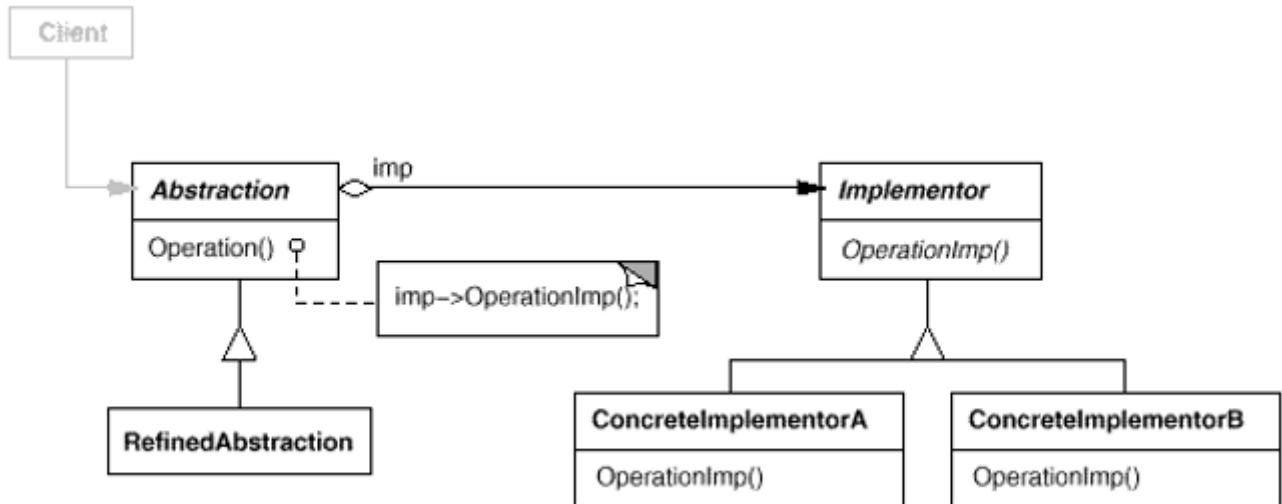 Client
imp
Abstraction
Implementor
Operation()
OperationImp()
imp->OperationImp();
RefinedAbstraction
ConcreteImplementorA
OperationImp()
ConcreteImplementorB
OperationImp()